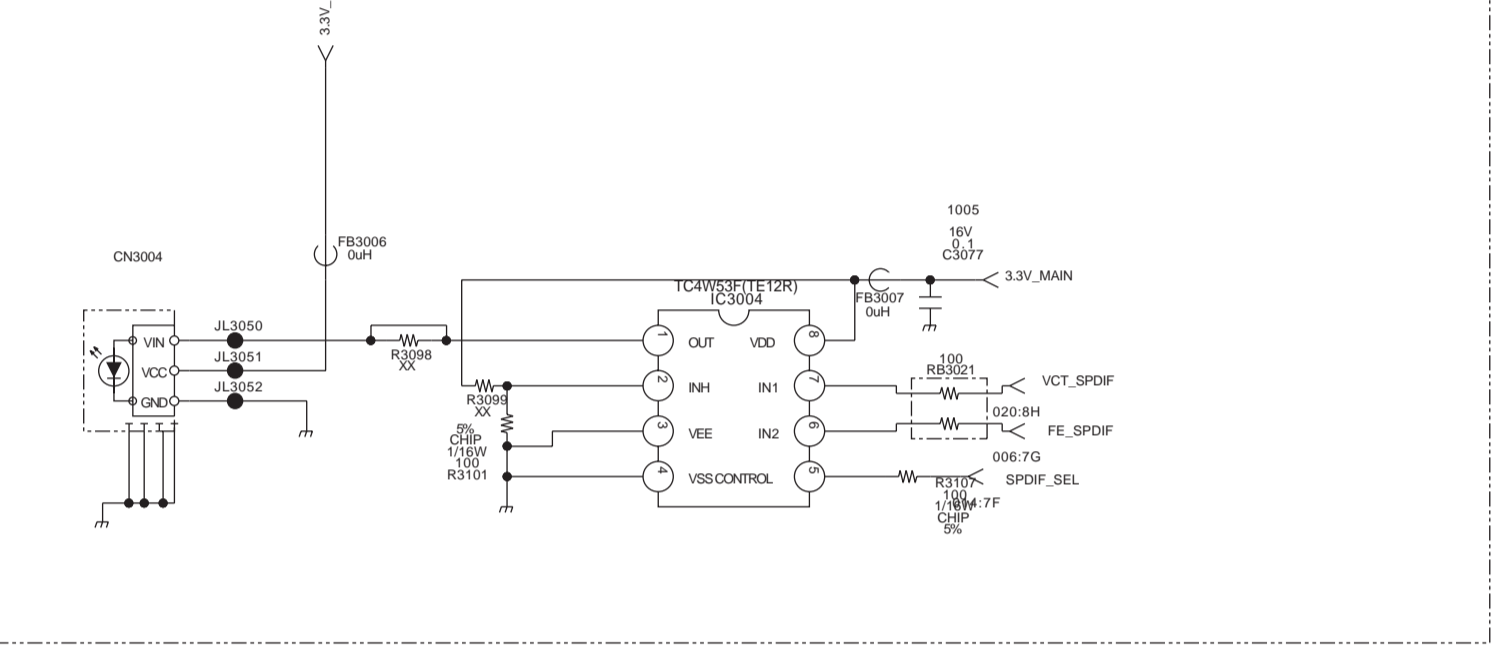 3.3V_
1005
16V
0.1
C3077
FB3006
0uH
CN3004
3.3V_MAIN
TC4W53F(TE12R)
IC3004
FB3007
0uH
JL3050
VIN
R3098
XX
1
OUT
VDD
8
JL3051
VCC
100
RB3021
JL3052
GND
R3099
XX
2
INH
IN1
7
VCT_SPDIF
020:8H
5%
CHIP
1/16W
100
R3101
3
VEE
IN2
6
FE_SPDIF
006:7G
4
VSS
CONTROL
5
SPDIF_SEL
R3107
100
1/16W
014:7F
CHIP
5%